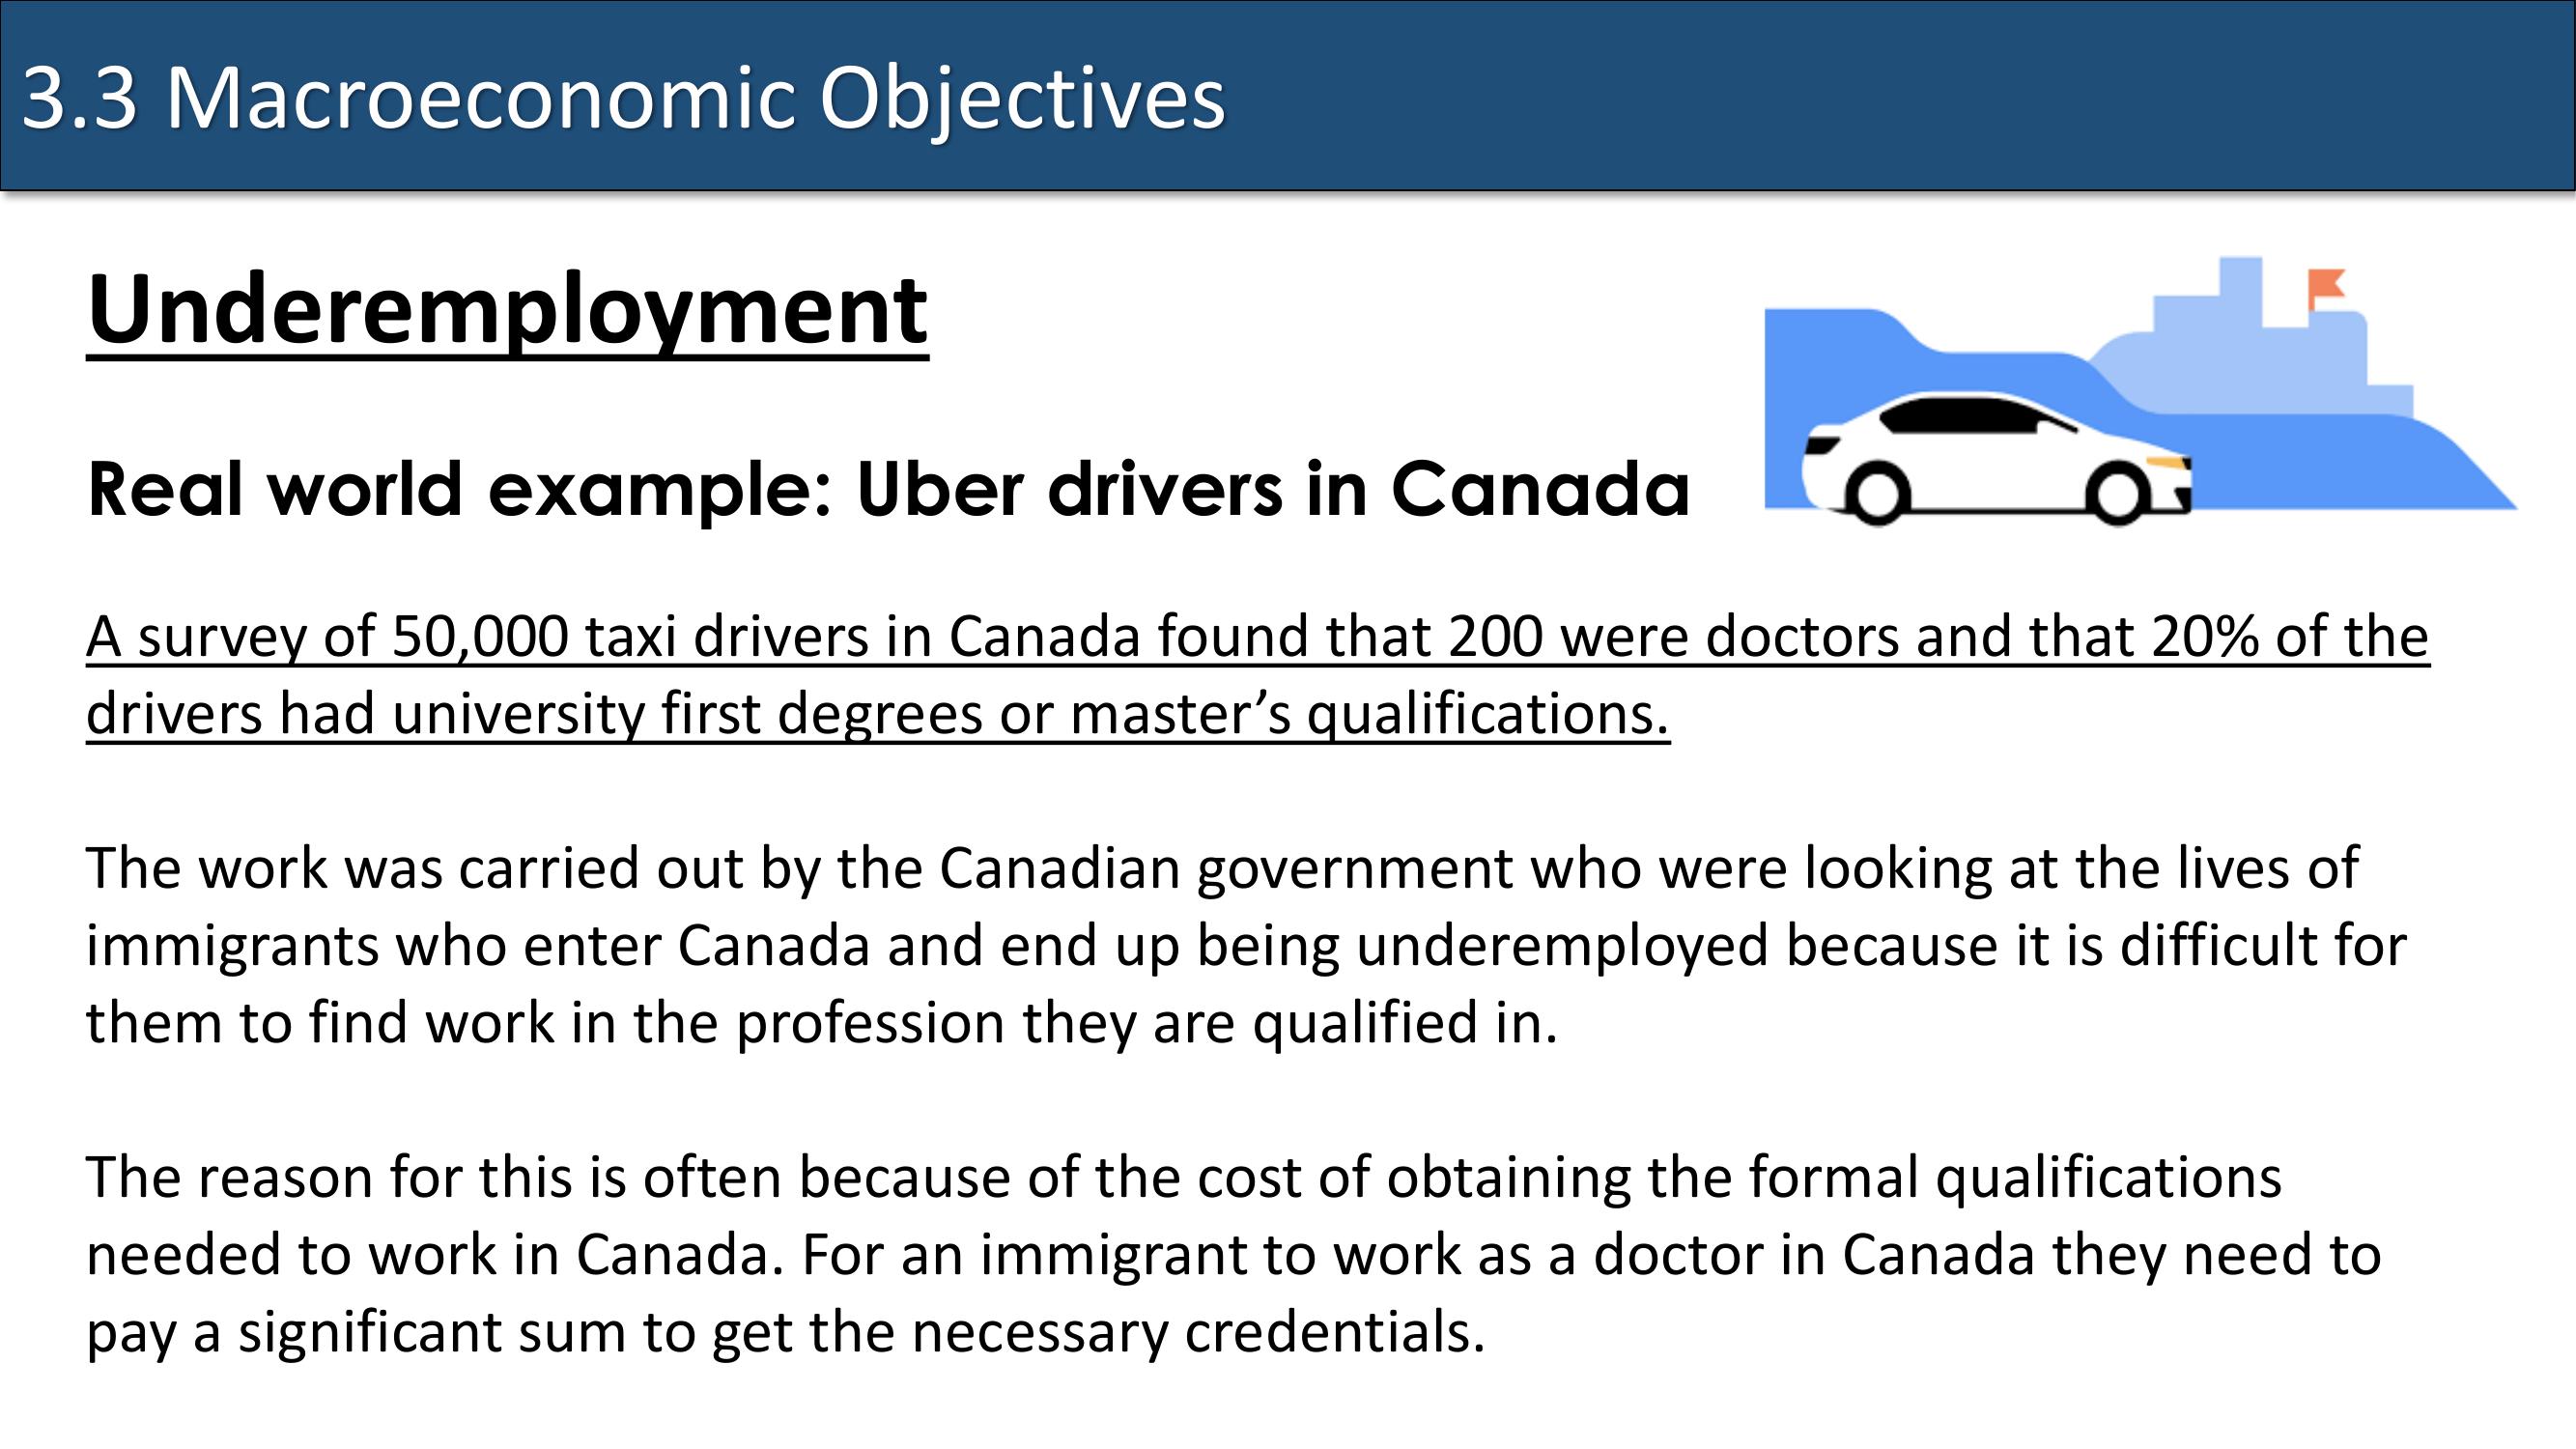 3.3 Macroeconomic Objectives
Underemployment
Real world example: Uber drivers in Canada
A survey of 50,000 taxi drivers in Canada found that 200 were doctors and that 20% of the
drivers had university first degrees or master’s qualifications.
The work was carried out by the Canadian government who were looking at the lives of
immigrants who enter Canada and end up being underemployed because it is difficult for
them to find work in the profession they are qualified in.
The reason for this is often because of the cost of obtaining the formal qualifications
needed to work in Canada. For an immigrant to work as a doctor in Canada they need to
pay a significant sum to get the necessary credentials.